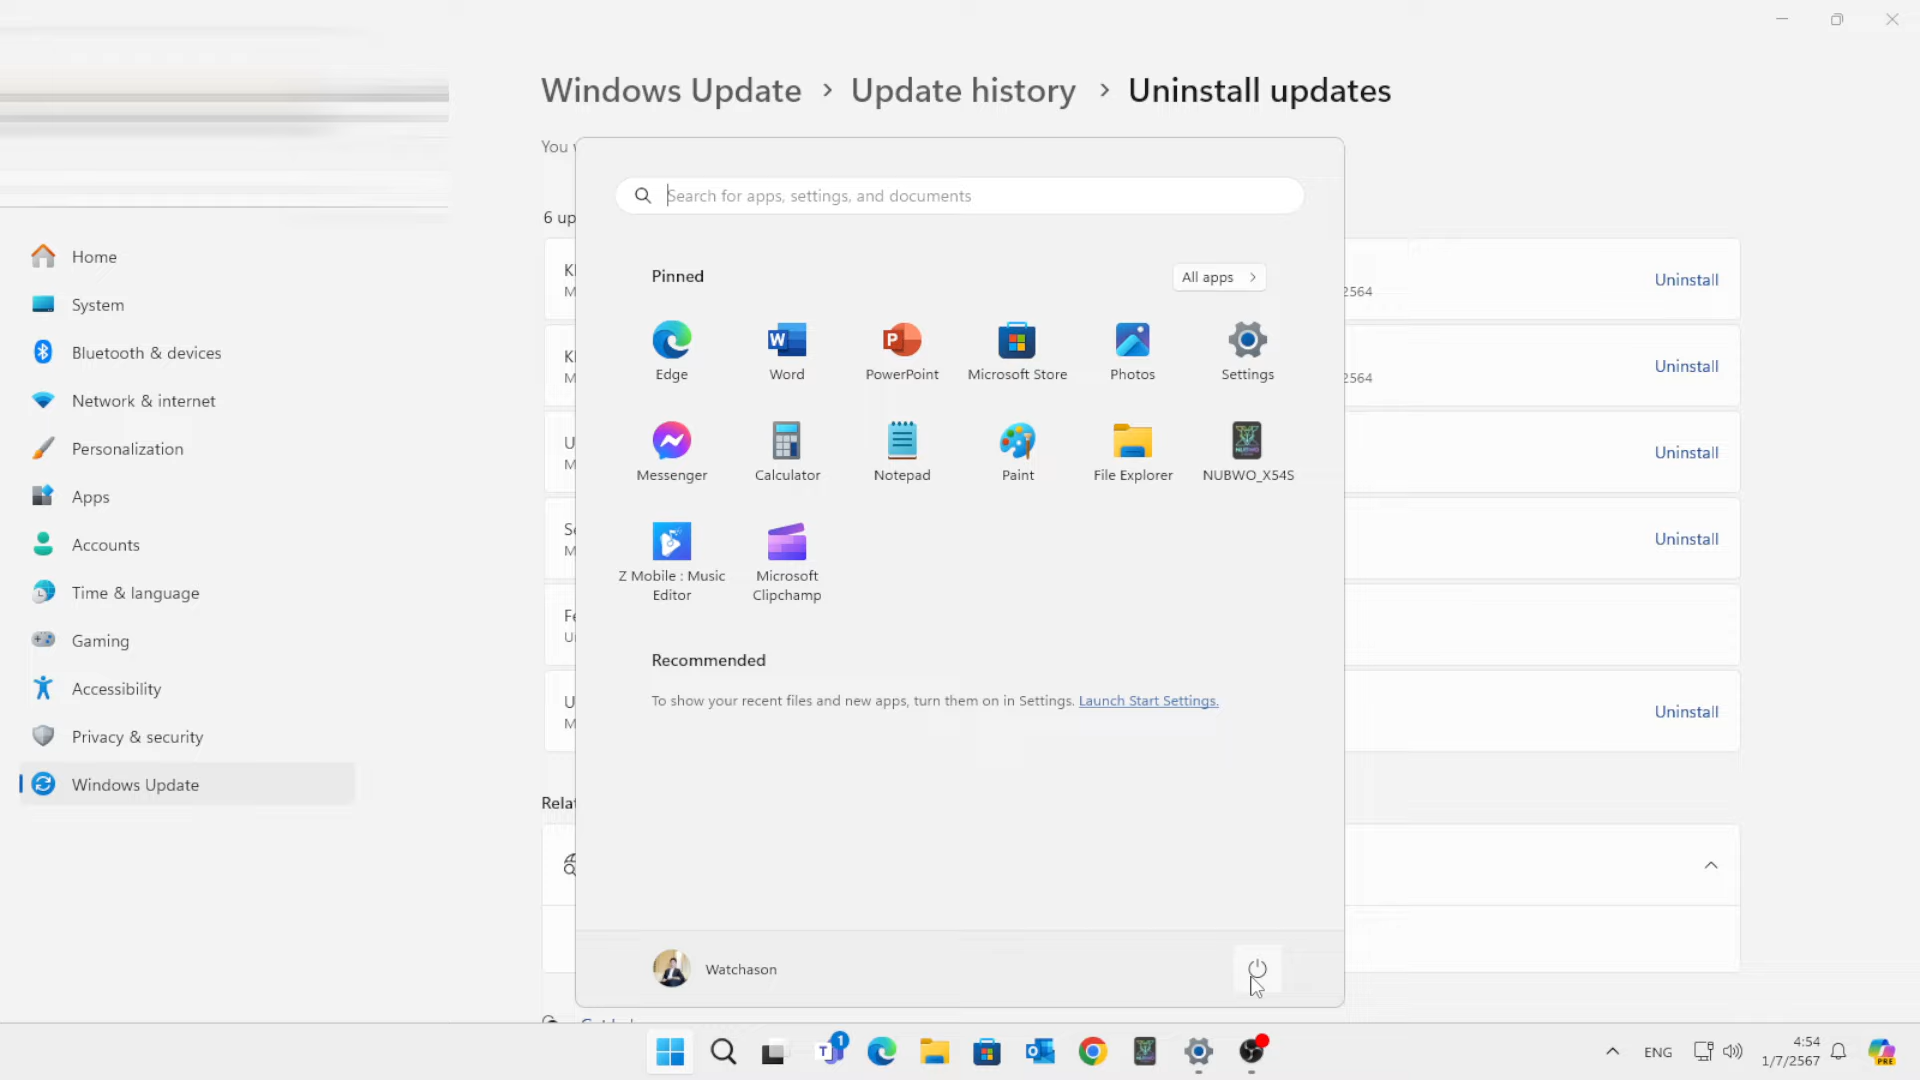 Windows Update > Update history > Uninstall updates
You
Search for apps, settings, and documents
6 up
Home
2564
Uninstall
Pinned
All apps >
System
Bluetooth & devices
Edge
Word
PowerPoint
Microsoft Store
Photos
Settings
2564
Uninstall
Network & internet
Personalization
Messenger
Calculator
Notepad
Paint
File Explorer
NUBWO_X54S
Uninstall
Apps
Accounts
Uninstall
Time & language
Z Mobile : Music
Editor
Microsoft
Clipchamp
Gaming
Recommended
To show your recent files and new apps, turn them on in Settings. Launch Start Settings.
Accessibility
Uninstall
Privacy & security
Windows Update
Rela
Watchason
1
ENG
4:54
1/7/2567
PRE